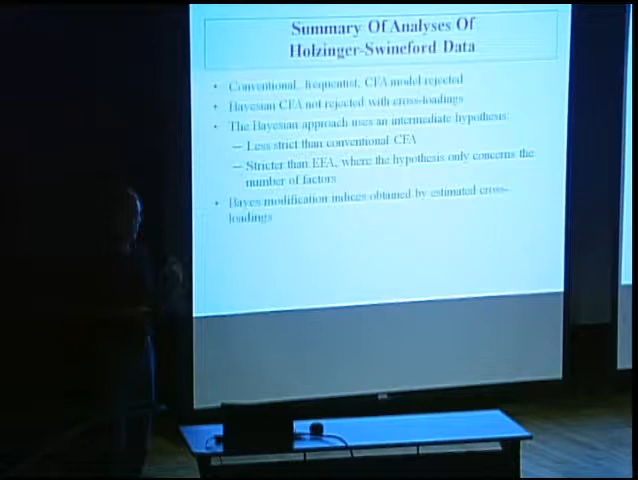 Summary Of Analyses Of
Holzinger-Swineford Data
• Conventional, frequentist, CFA model rejected
• Bayesian CFA not rejected with cross-loadings
• The Bayesian approach uses an intermediate hypothesis:
– Less strict than conventional CFA
– Stricter than EFA, where the hypothesis only concerns the
number of factors
• Bayes modification indices obtained by estimated cross-
loadings